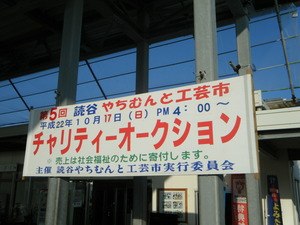 第5回 読谷 やちむんと工芸市
平成22年10月17日(日) PM 4:00~
チャリティーオークション
※ 売上は社会福祉のために寄付します。
主催 読谷やちむんと工芸市実行委員会